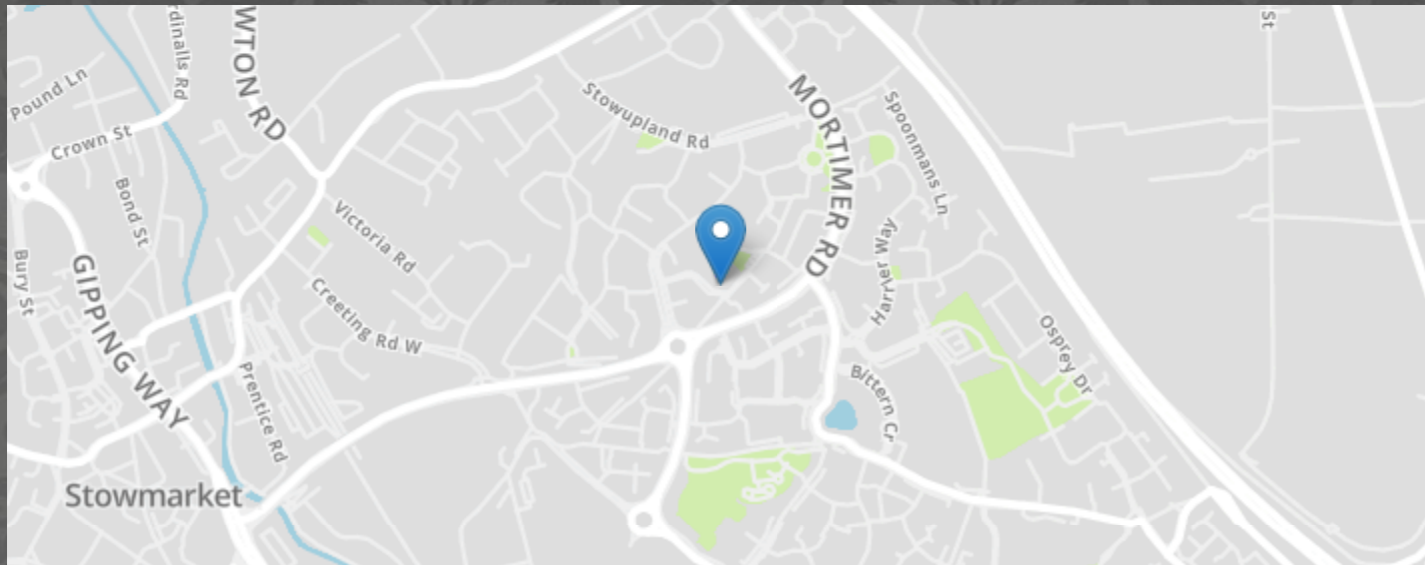 St
rdinalls Rd
WTON RD
Pound Ln
Crown St
Stowupland Rd
MORTIMER RD
Spoonmans Ln
Bond St
Victoria Rd
Harrier Way
Bury St
GIPPING WAY
Creeting Rd W
Osprey Dr
Prentice Rd
Bittern Cr
Stowmarket